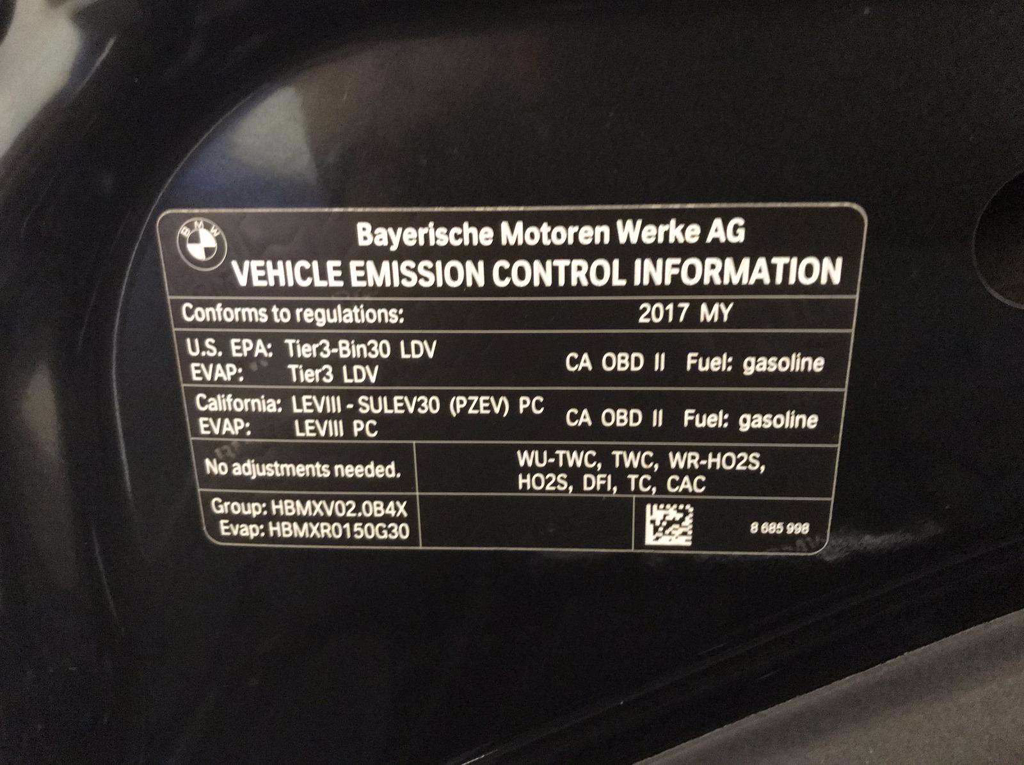 BMW
Bayerische Motoren Werke AG
VEHICLE EMISSION CONTROL INFORMATION
Conforms to regulations: 2017 MY
U.S. EPA: Tier3-Bin30 LDV CA OBD II Fuel: gasoline
EVAP: Tier3 LDV
California: LEVIII - SULEV30 (PZEV) PC CA OBD II Fuel: gasoline
EVAP: LEVIII PC
No adjustments needed.
WU-TWC, TWC, WR-HO2S,
HO2S, DFI, TC, CAC
Group: HBMXV02.0B4X
Evap: HBMXR0150G30
8 685 998